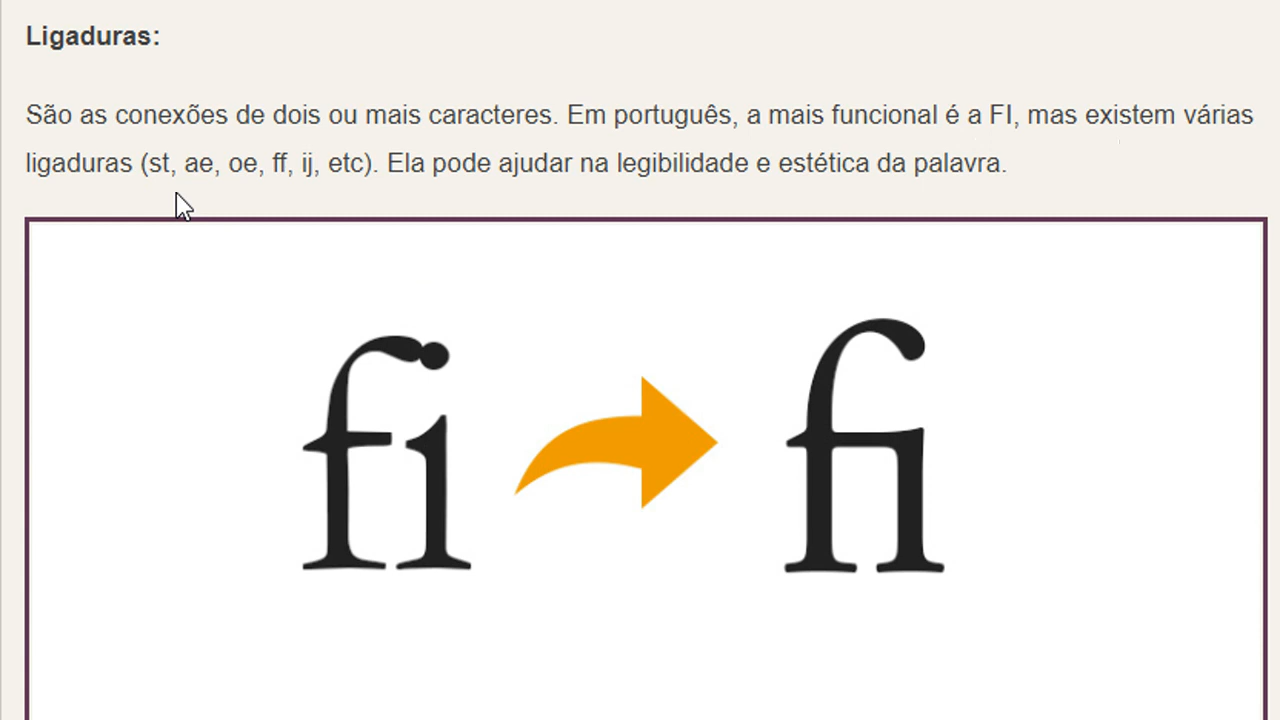 Ligaduras:
São as conexões de dois ou mais caracteres. Em português, a mais funcional é a FI, mas existem várias
ligaduras (st, ae, oe, ff, ij, etc). Ela pode ajudar na legibilidade e estética da palavra.
fi fi